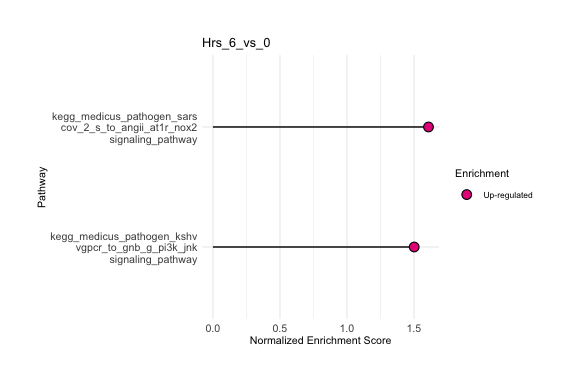 Hrs_6_vs_0
kegg_medicus_pathogen_sars
cov_2_s_to_angii_at1r_nox2
signaling_pathway
Pathway
kegg_medicus_pathogen_kshv
vgpcr_to_gnb_g_pi3k_jnk
signaling_pathway
Enrichment
Up-regulated
0.0 0.5 1.0 1.5
Normalized Enrichment Score